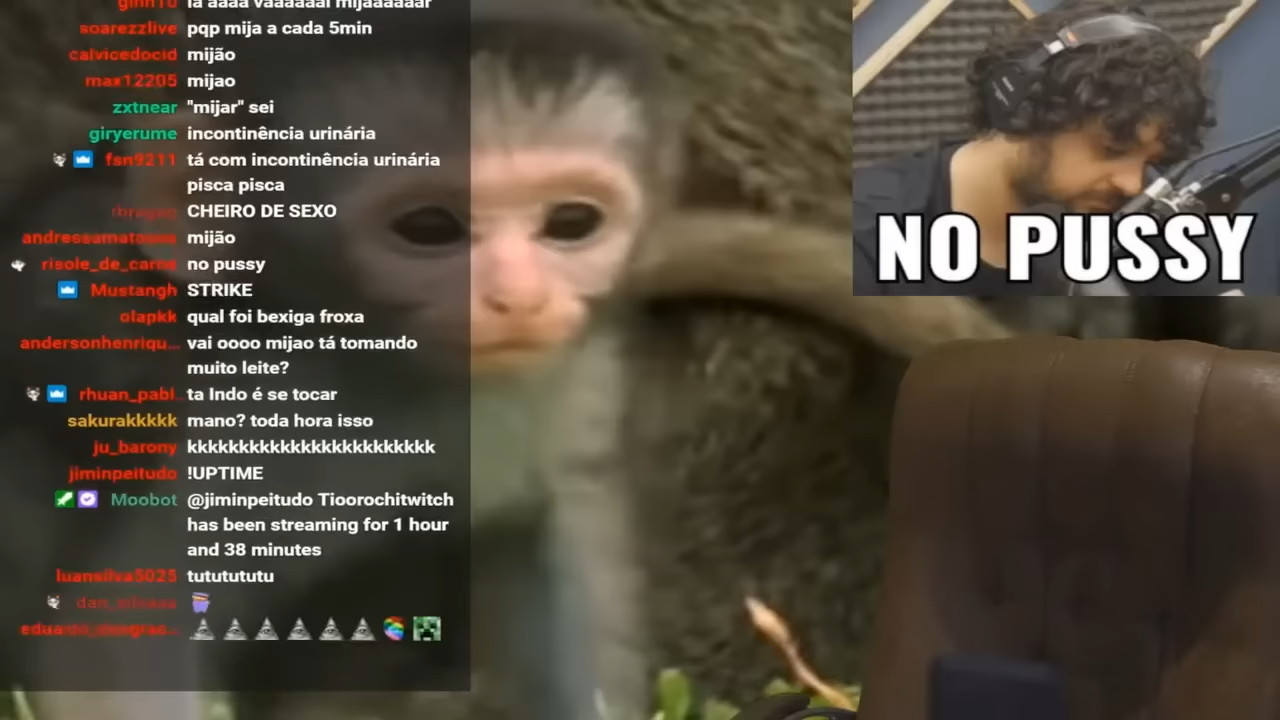 soarezzlive pqp mija a cada 5min
calvicedocid mijão
max12205 mijao
zxtnear "mijar" sei
giryerume incontinência urinária
fsn9211 tá com incontinência urinária
pisca pisca
CHEIRO DE SEXO
mijão
no pussy
Mustangh STRIKE
olapkk qual foi bexiga froxa
andersonhenriqu... vai oooo mijao tá tomando
muito leite?
rhuan_pabl... ta Indo é se tocar
sakurakkkkk mano? toda hora isso
ju_barony kkkkkkkkkkkkkkkkkkkkkkkk
jiminpeitudo !UPTIME
Moobot @jiminpeitudo Tioorochitwitch
has been streaming for 1 hour
and 38 minutes
luansilva5025 tutututututu
NO PUSSY